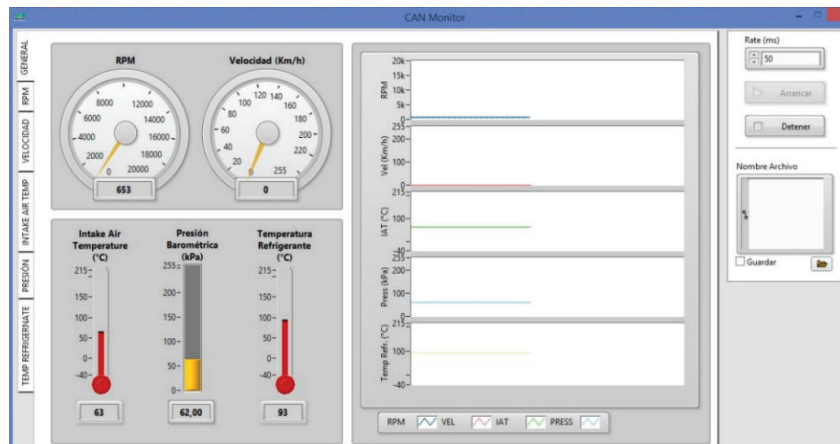 CAN Monitor
GENERAL
RPM
VELOCIDAD
INTAKE AIR TEMP
PRESIÓN
TEMP REFRIGERNATE
RPM
0
2000
4000
6000
8000
10000
12000
14000
16000
18000
20000
653
Velocidad (Km/h)
0
20
40
60
80
100
120
140
160
180
200
220
255
0
Intake Air
Temperature
(°C)
215
150
100
50
0
-40
63
Presión
Barométrica
(kPa)
255
200
150
100
50
0
62,00
Temperatura
Refrigerante
(°C)
215
150
100
50
0
-40
93
RPM
20k
15k
10k
5k
0
Vel (Km/h)
255
200
100
0
IAT (°C)
215
100
-40
Press (kPa)
255
200
100
0
Temp Refr. (°C)
215
100
-40
RPM VEL IAT PRESS
Rate (ms)
50
Arrancar
Detener
Nombre Archivo
Guardar